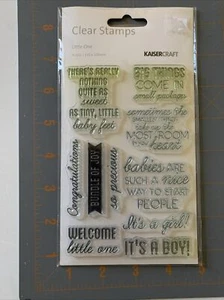 Clear Stamps
little one
KAISERCRAFT
THERE'S REALLY
NOTHING
QUITE AS
sweet
AS TINY, LITTLE
baby feet
BIG THINGS
COME IN
small packages
sometimes the
smallest things
take up the
MOST ROOM
in your
heart
Congratulations
BUNDLE OF JOY
so precious
babies ARE
SUCH A nice
WAY TO START
PEOPLE
WELCOME
little one
It's a girl!
IT'S A BOY!